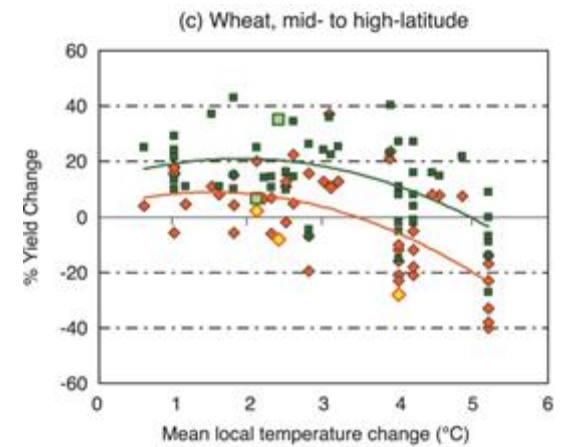 (c) Wheat, mid- to high-latitude
60
40
20
0
-20
-40
-60
% Yield Change
0 1 2 3 4 5 6
Mean local temperature change (°C)